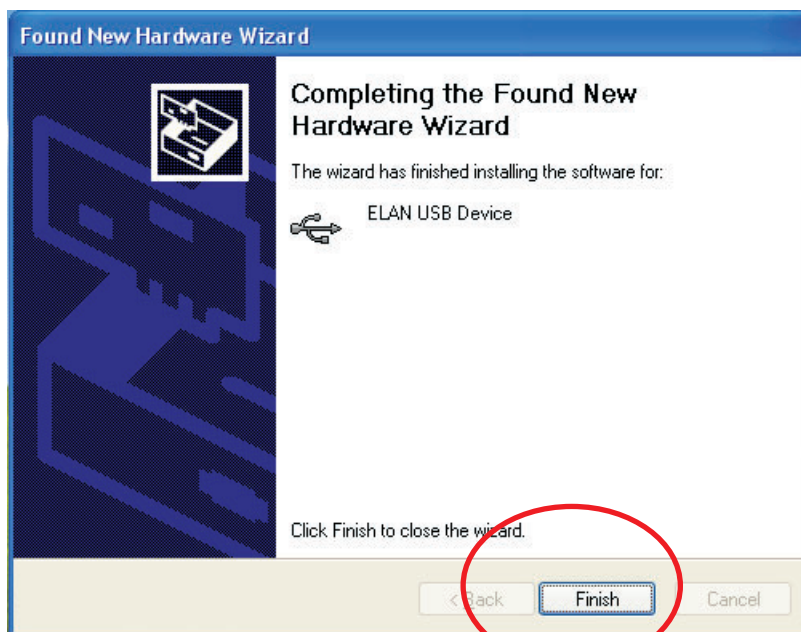 Found New Hardware Wizard
Completing the Found New
Hardware Wizard
The wizard has finished installing the software for:
ELAN USB Device
Click Finish to close the wizard.
< Back
Finish
Cancel